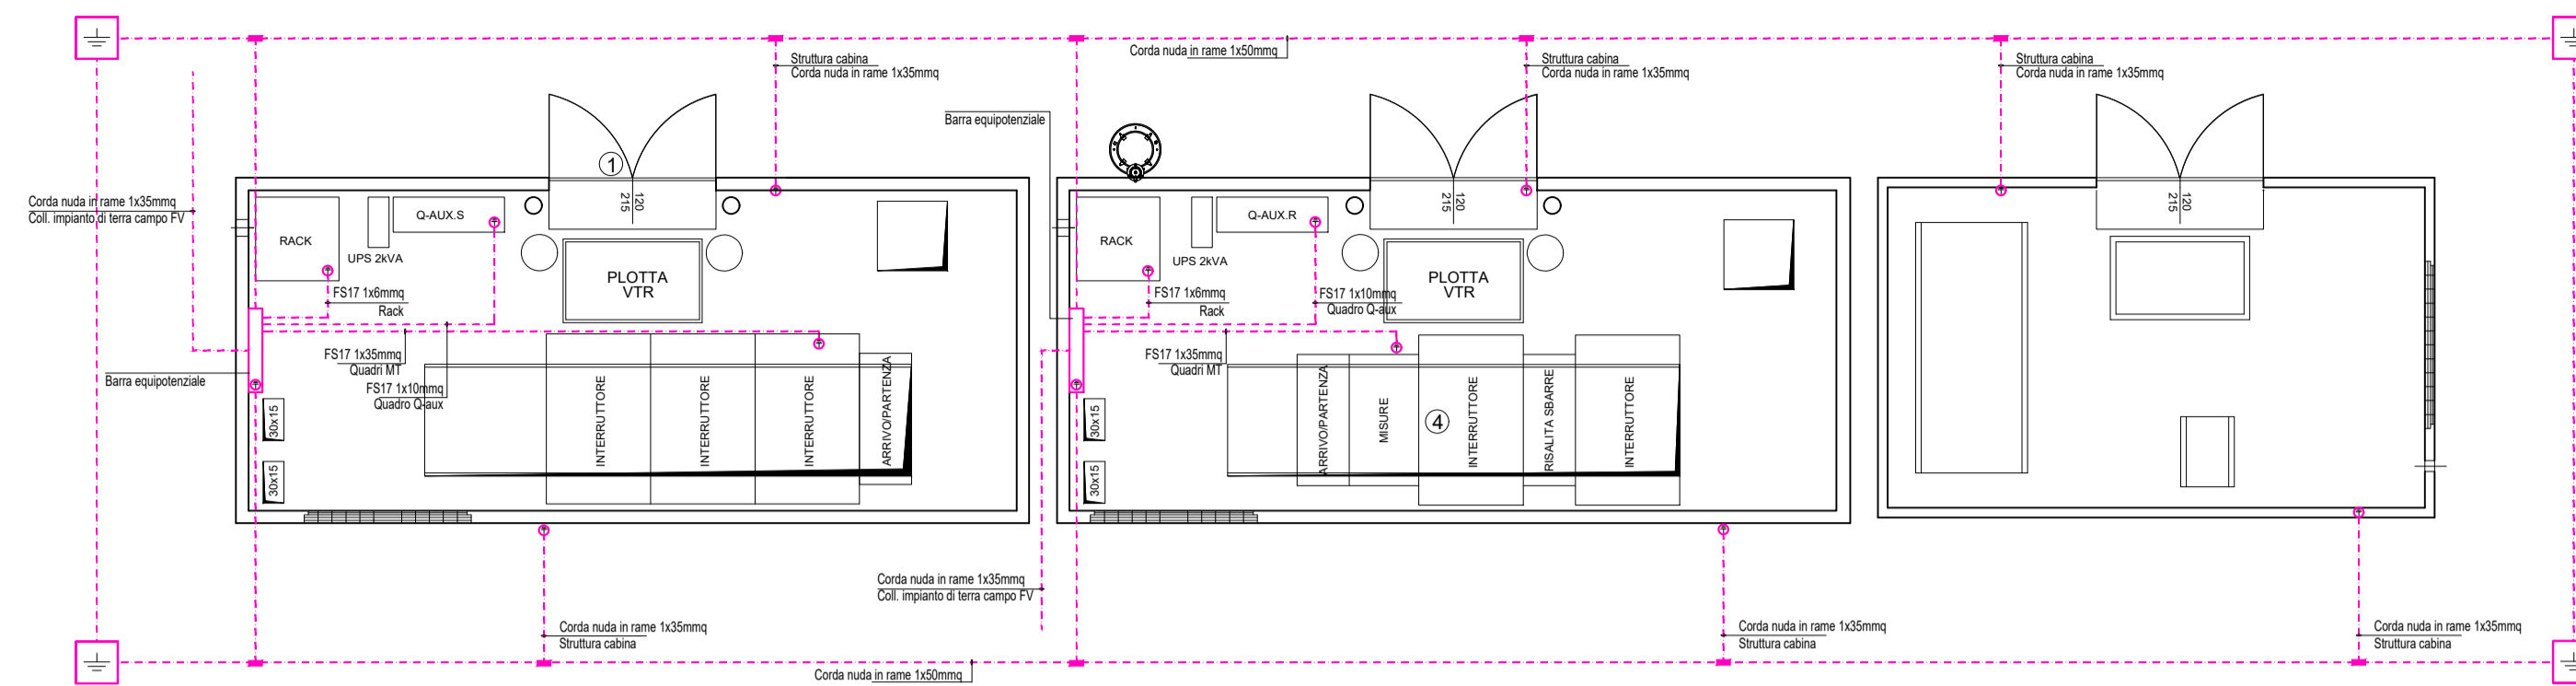 Corda nuda in rame 1x50mmq
Struttura cabina
Corda nuda in rame 1x35mmq
Struttura cabina
Corda nuda in rame 1x35mmq
Struttura cabina
Corda nuda in rame 1x35mmq
Barra equipotenziale
1
Corda nuda in rame 1x35mmq
Coll. impianto di terra campo FV
RACK
UPS 2kVA
Q-AUX.S
120
215
PLOTTA
VTR
FS17 1x6mmq
Rack
FS17 1x35mmq
Quadri MT
FS17 1x10mmq
Quadro Q-aux
Barra equipotenziale
30x15
30x15
INTERRUTTORE
INTERRUTTORE
INTERRUTTORE
ARRIVO/PARTENZA
RACK
UPS 2kVA
Q-AUX.R
120
215
PLOTTA
VTR
FS17 1x6mmq
Rack
FS17 1x10mmq
Quadro Q-aux
FS17 1x35mmq
Quadri MT
30x15
30x15
ARRIVO/PARTENZA
MISURE
4
INTERRUTTORE
RISALITA SBARRE
INTERRUTTORE
120
215
Corda nuda in rame 1x35mmq
Coll. impianto di terra campo FV
Corda nuda in rame 1x35mmq
Struttura cabina
Corda nuda in rame 1x35mmq
Struttura cabina
Corda nuda in rame 1x35mmq
Struttura cabina
Corda nuda in rame 1x50mmq